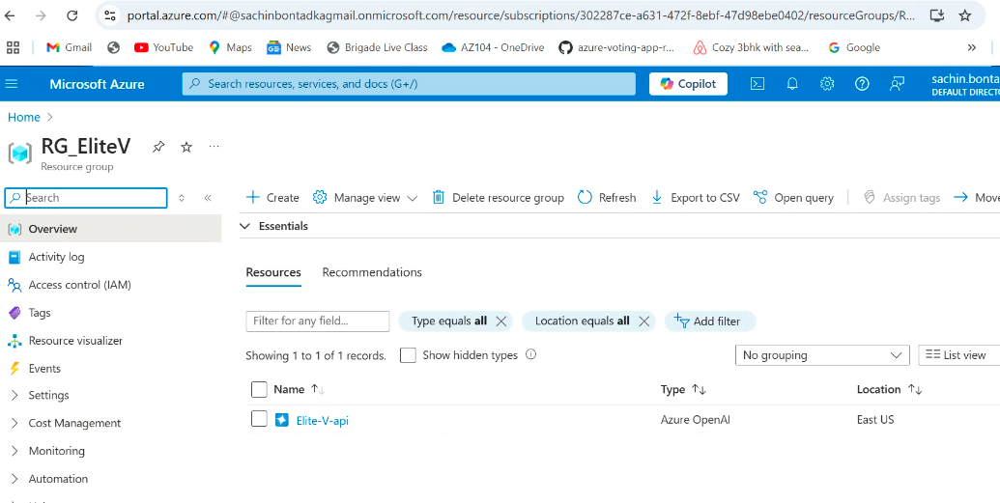 portal.azure.com/#@sachinbontadkagmail.onmicrosoft.com/resource/subscriptions/302287ce-a631-472f-8ebf-47d98ebe0402/resourceGroups/R...
Gmail YouTube Maps News Brigade Live Class AZ104 - OneDrive azure-voting-app-r... Cozy 3bhk with sea... Google »
Microsoft Azure Search resources, services, and docs (G+/) Copilot sachin.bonta
DEFAULT DIRECTO
Home >
RG_EliteV ...
Resource group
Search «
Create Manage view Delete resource group Refresh Export to CSV Open query Assign tags Move
Essentials
Overview
Activity log
Access control (IAM)
Tags
Resource visualizer
Events
Settings
Cost Management
Monitoring
Automation
Resources Recommendations
Filter for any field... Type equals all Location equals all Add filter
Showing 1 to 1 of 1 records. Show hidden types No grouping List view
Name ↑↓ Type ↑↓ Location ↑↓
Elite-V-api Azure OpenAI East US